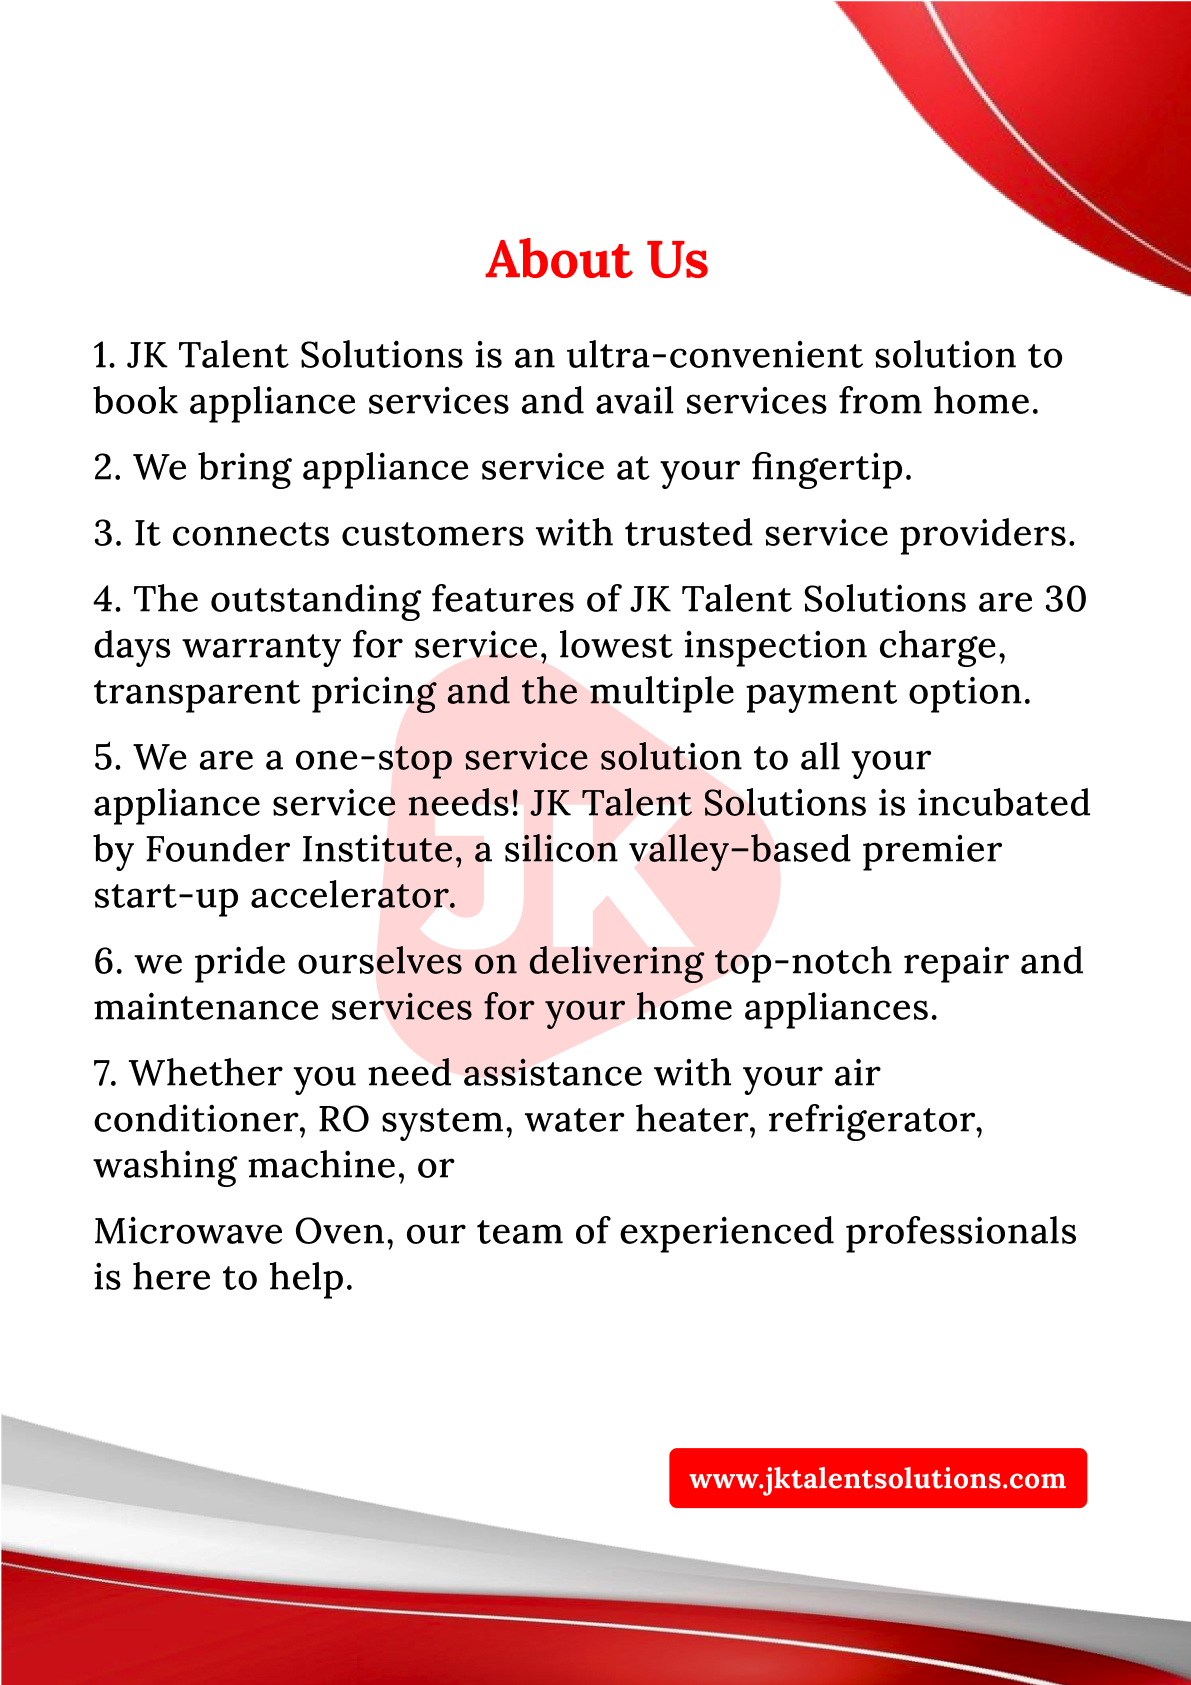 About Us
1. JK Talent Solutions is an ultra-convenient solution to
book appliance services and avail services from home.
2. We bring appliance service at your fingertip.
3. It connects customers with trusted service providers.
4. The outstanding features of JK Talent Solutions are 30
days warranty for service, lowest inspection charge,
transparent pricing and the multiple payment option.
5. We are a one-stop service solution to all your
appliance service needs! JK Talent Solutions is incubated
by Founder Institute, a silicon valley–based premier
start-up accelerator.
JK
6. we pride ourselves on delivering top-notch repair and
maintenance services for your home appliances.
7. Whether you need assistance with your air
conditioner, RO system, water heater, refrigerator,
washing machine, or
Microwave Oven, our team of experienced professionals
is here to help.
www.jktalentsolutions.com